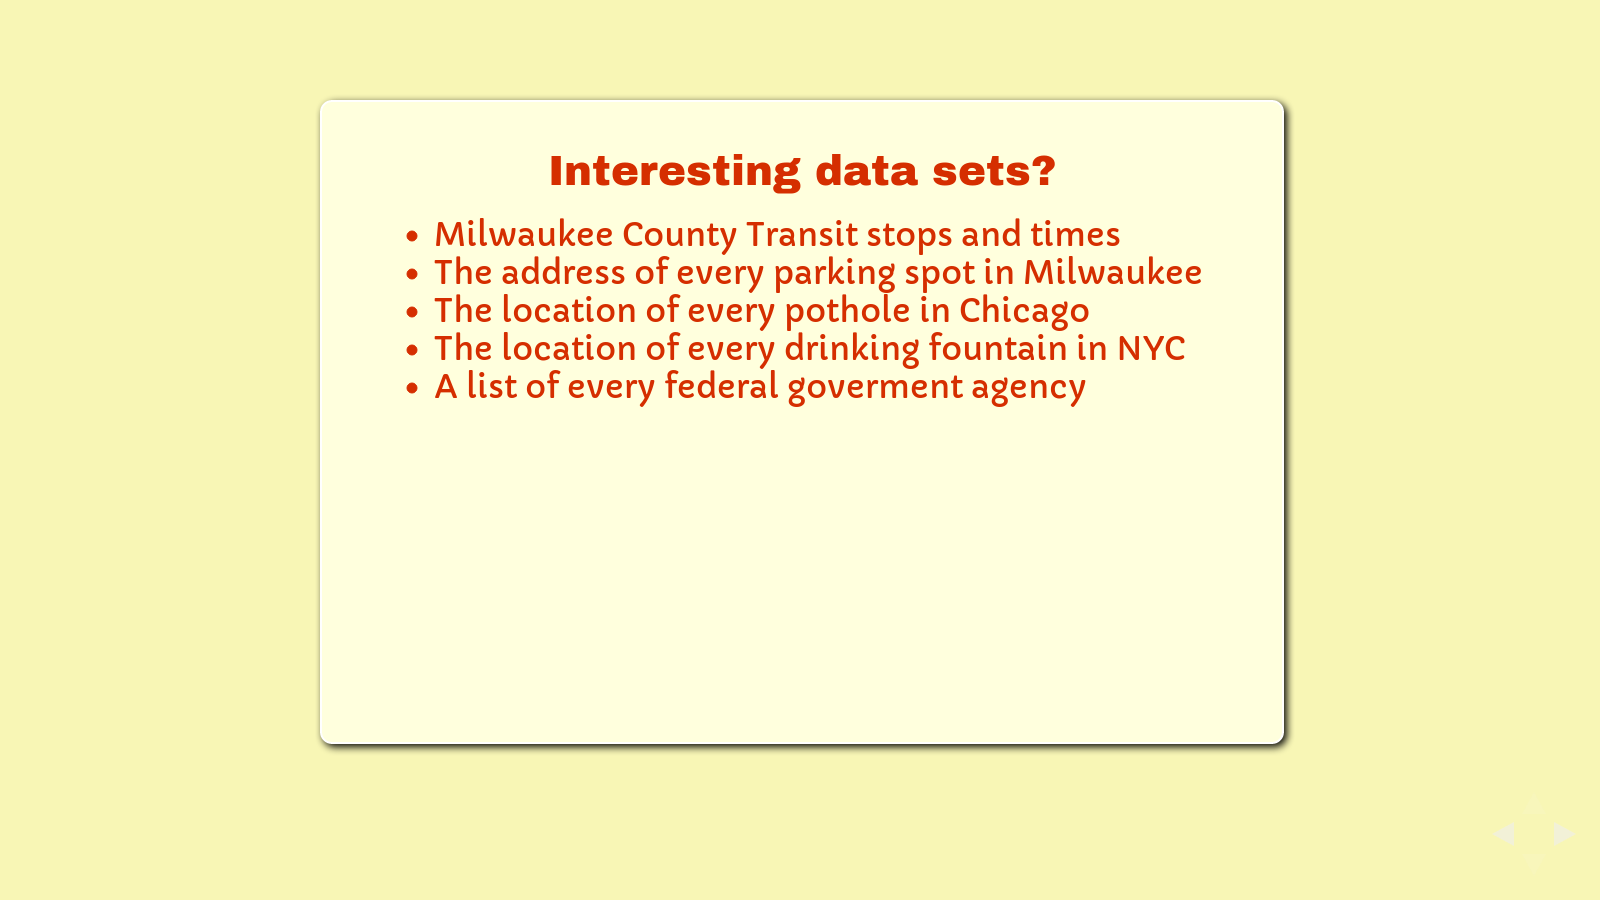 Interesting data sets?
• Milwaukee County Transit stops and times
• The address of every parking spot in Milwaukee
• The location of every pothole in Chicago
• The location of every drinking fountain in NYC
• A list of every federal goverment agency